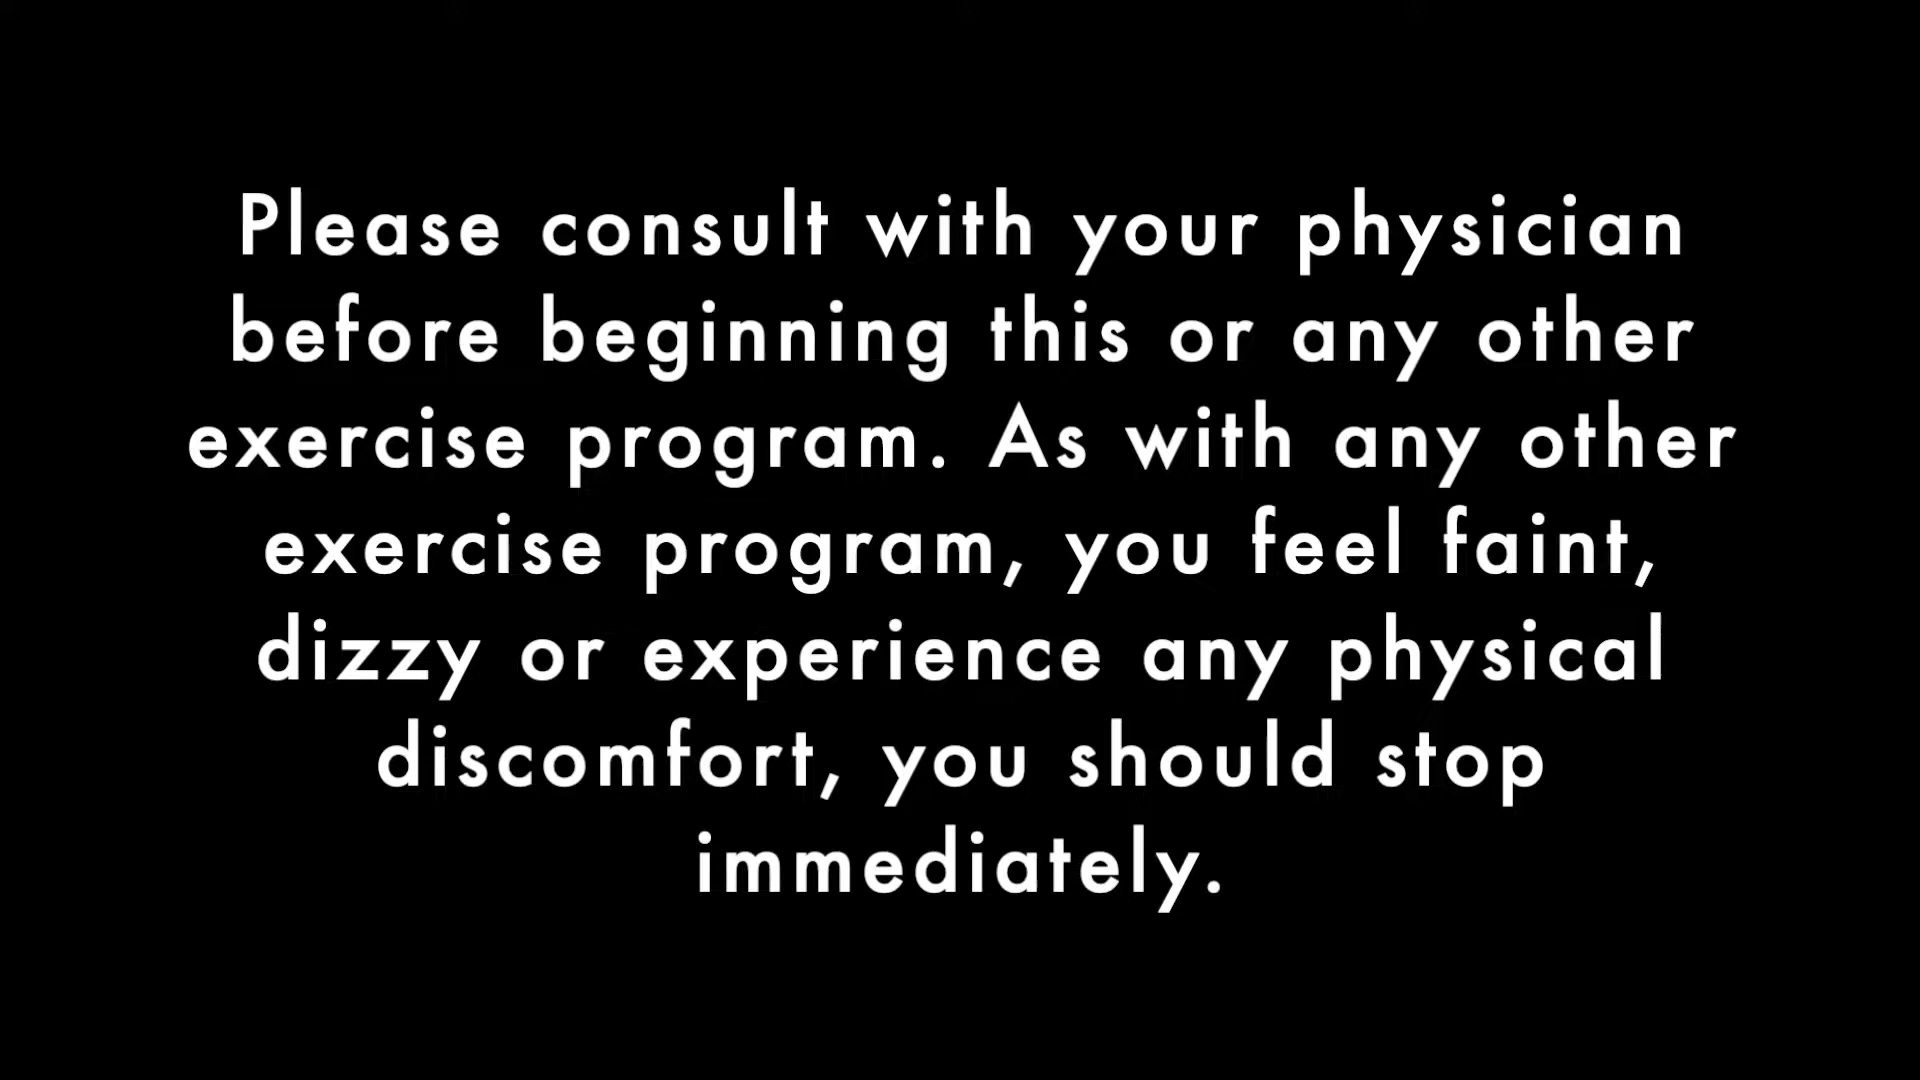 Please consult with your physician
before beginning this or any other
exercise program. As with any other
exercise program, you feel faint,
dizzy or experience any physical
discomfort, you should stop
immediately.